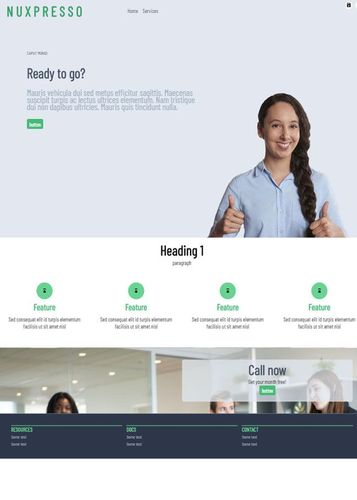 NUXPRESSO
Home Services
CAPUT MUNDI
Ready to go?
Mauris vehicula dui sed metus efficitur sagittis. Maecenas
suscipit turpis ac lectus ultrices elementum. Nam tristique
dui non dapibus ultricies. Mauris quis tincidunt nulla.
button
Heading 1
paragraph
Feature Feature Feature Feature
Sed consequat elit id turpis elementum Sed consequat elit id turpis elementum Sed consequat elit id turpis elementum Sed consequat elit id turpis elementum
facilisis ut sit amet nisl facilisis ut sit amet nisl facilisis ut sit amet nisl facilisis ut sit amet nisl
Call now
Get your month free!
button
RESOURCES DOCS CONTACT
Some text Some text Some text
Some text Some text Some text